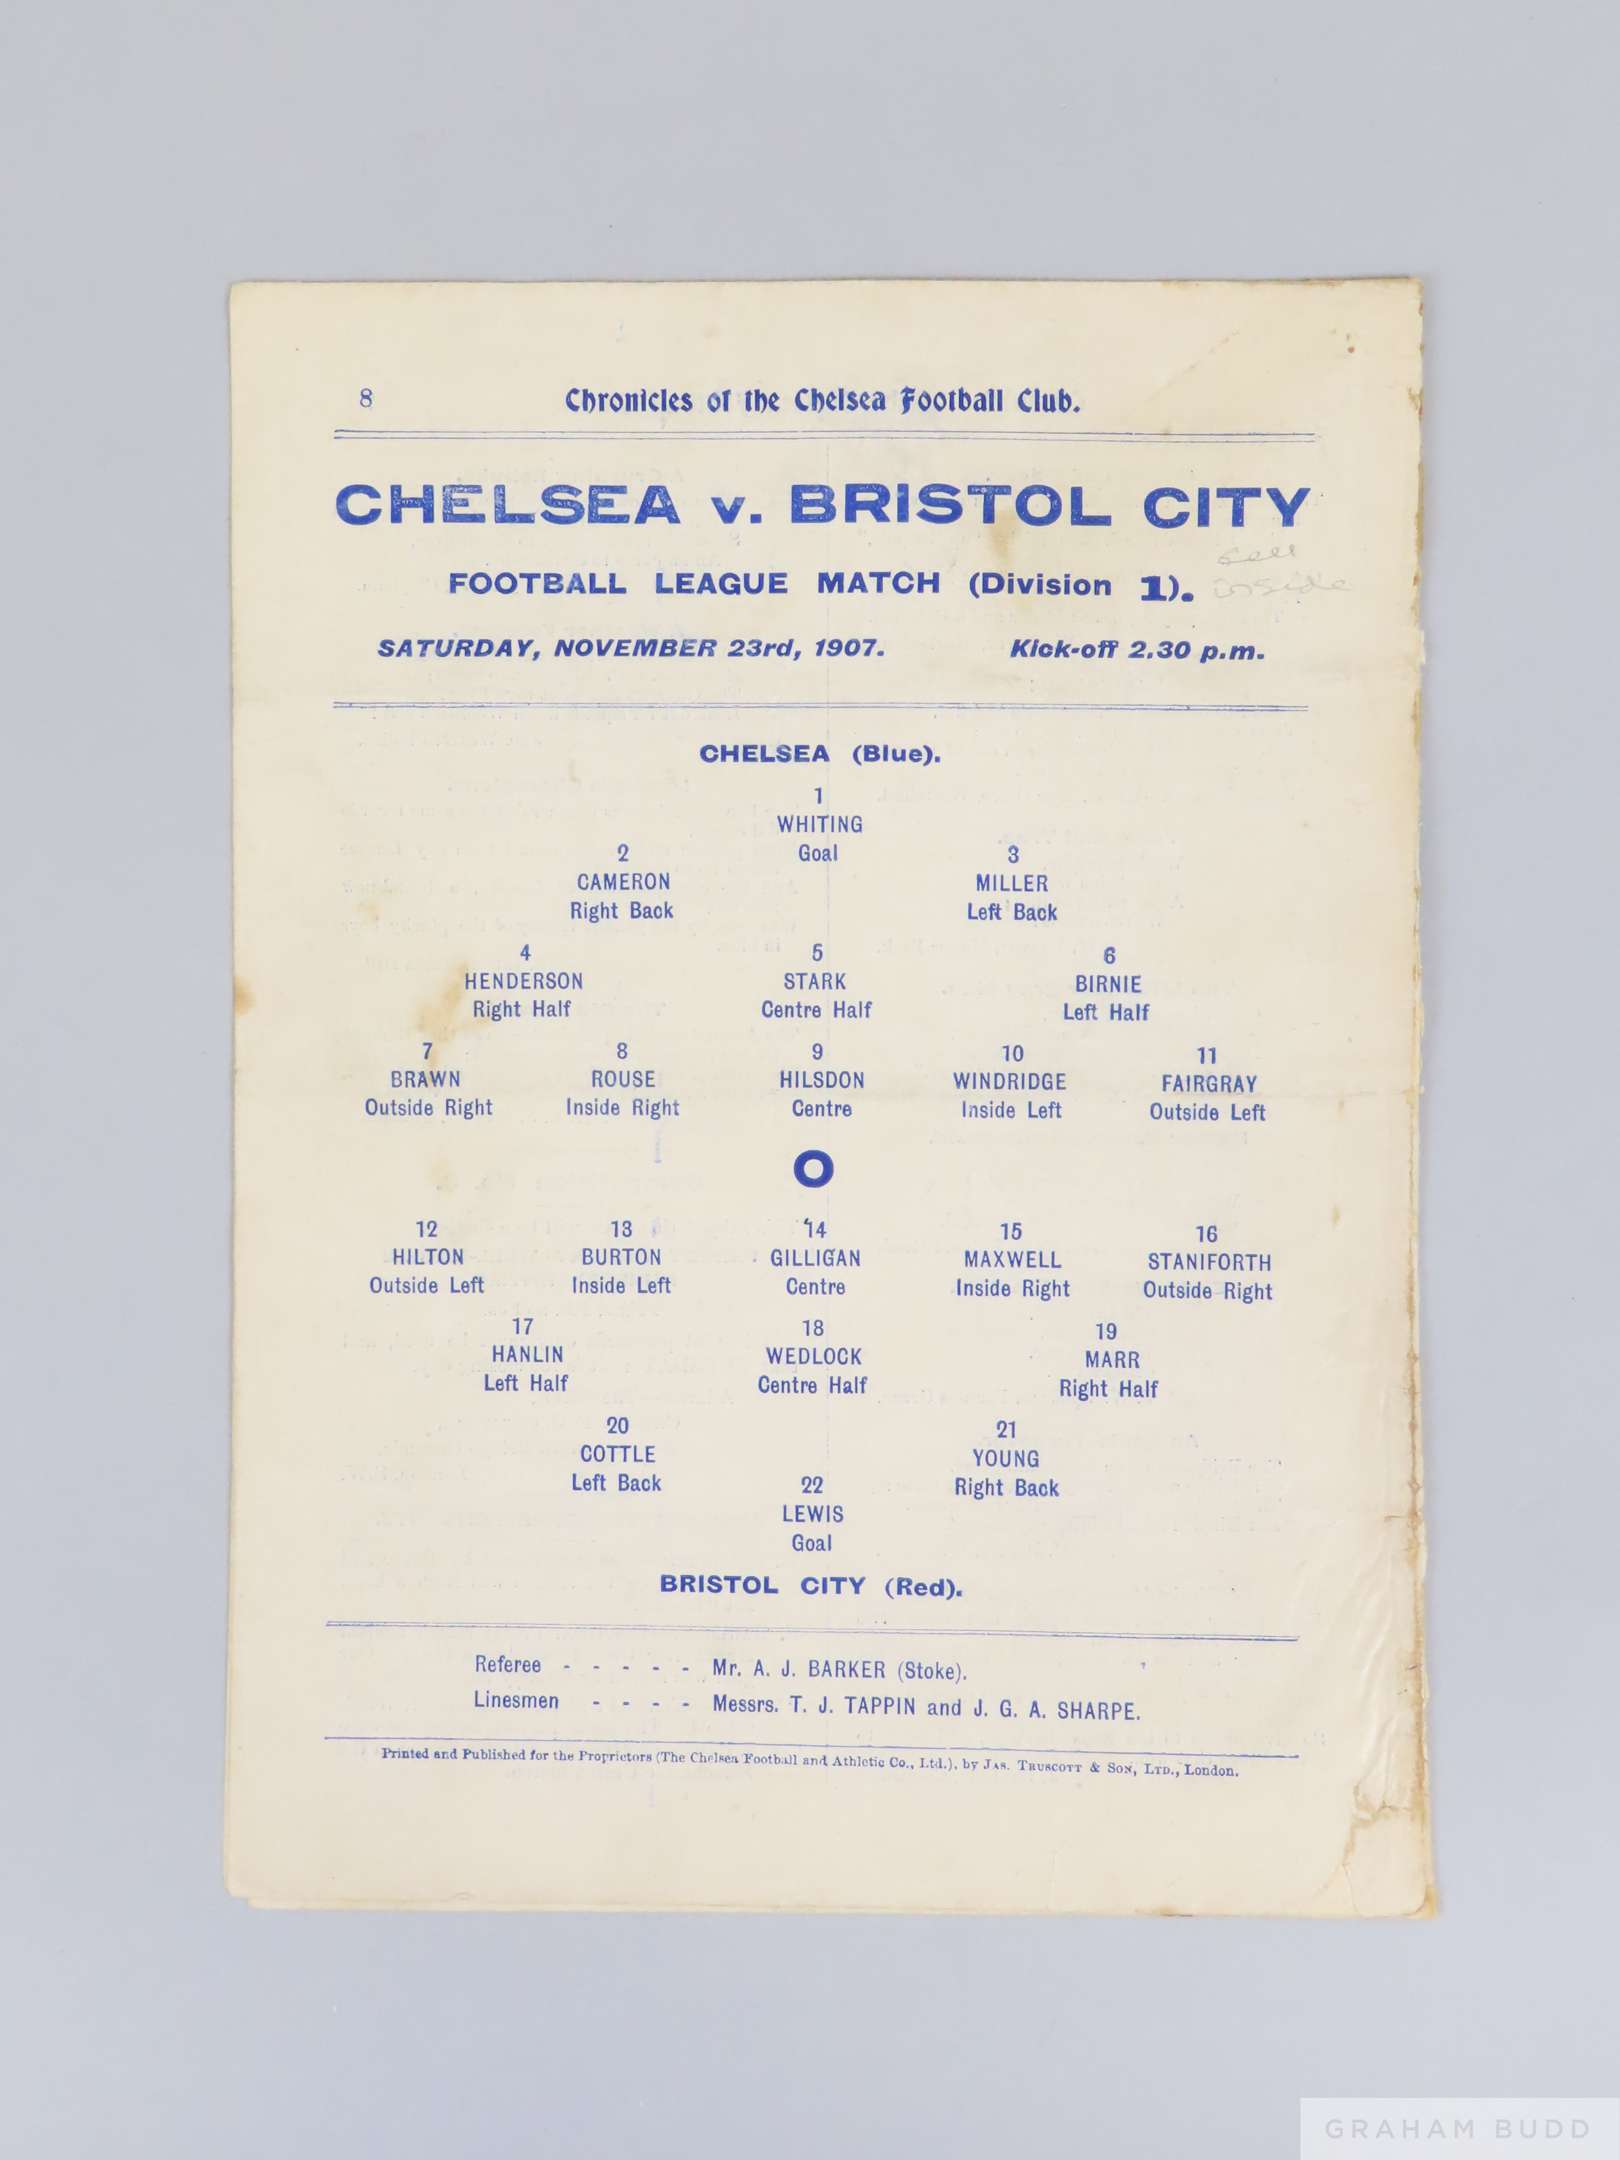 8 Chronicles of the Chelsea Football Club.
CHELSEA v. BRISTOL CITY
FOOTBALL LEAGUE MATCH (Division 1).
see
inside
SATURDAY, NOVEMBER 23rd, 1907. Kick-off 2.30 p.m.
CHELSEA (Blue).
1
WHITING
Goal
2
CAMERON
Right Back
3
MILLER
Left Back
4
HENDERSON
Right Half
5
STARK
Centre Half
6
BIRNIE
Left Half
7
BRAWN
Outside Right
8
ROUSE
Inside Right
9
HILSDON
Centre
10
WINDRIDGE
Inside Left
11
FAIRGRAY
Outside Left
O
12
HILTON
Outside Left
13
BURTON
Inside Left
14
GILLIGAN
Centre
15
MAXWELL
Inside Right
16
STANIFORTH
Outside Right
17
HANLIN
Left Half
18
WEDLOCK
Centre Half
19
MARR
Right Half
20
COTTLE
Left Back
21
YOUNG
Right Back
22
LEWIS
Goal
BRISTOL CITY (Red).
Referee - - - - - Mr. A. J. BARKER (Stoke).
Linesmen - - - - Messrs. T. J. TAPPIN and J. G. A. SHARPE.
Printed and Published for the Proprietors (The Chelsea Football and Athletic Co., Ltd.), by JAS. TRUSCOTT & SON, LTD., London.
GRAHAM BUDD